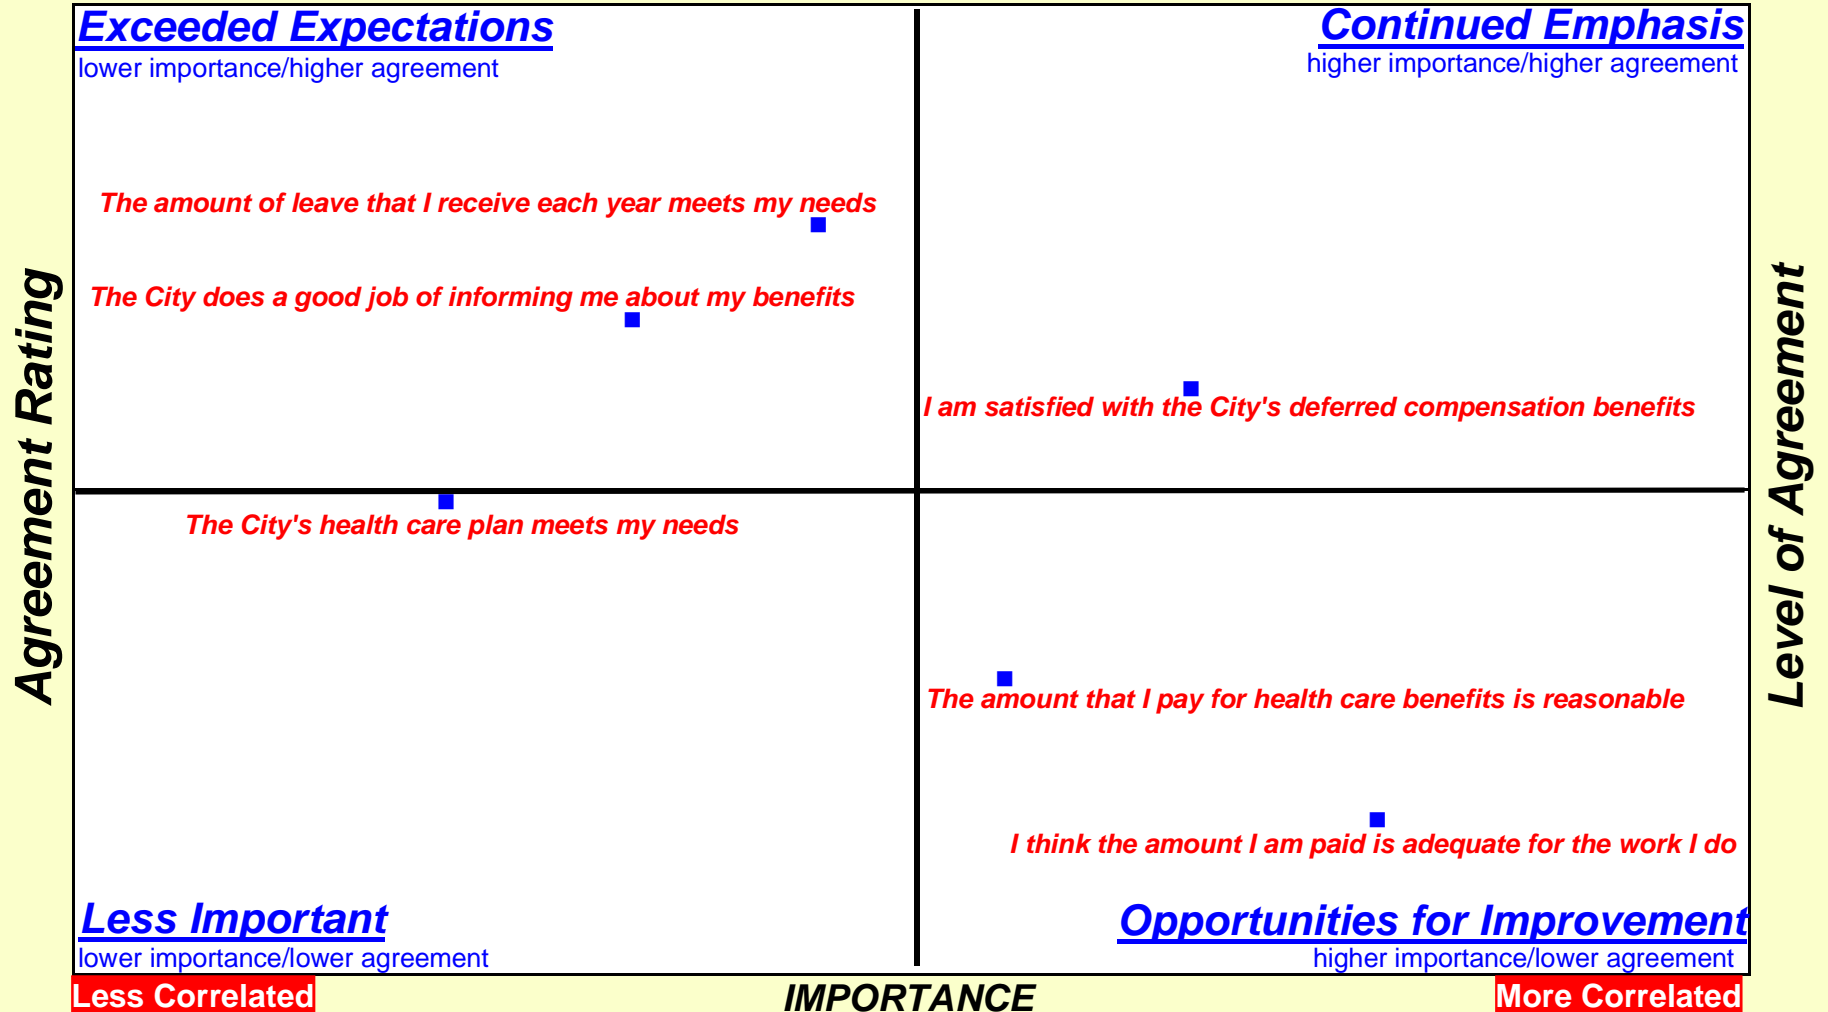 Exceeded Expectations
lower importance/higher agreement
Continued Emphasis
higher importance/higher agreement
The amount of leave that I receive each year meets my needs
The City does a good job of informing me about my benefits
I am satisfied with the City's deferred compensation benefits
Agreement Rating
Level of Agreement
The City's health care plan meets my needs
The amount that I pay for health care benefits is reasonable
I think the amount I am paid is adequate for the work I do
Less Important
lower importance/lower agreement
Opportunities for Improvement
higher importance/lower agreement
Less Correlated
IMPORTANCE
More Correlated